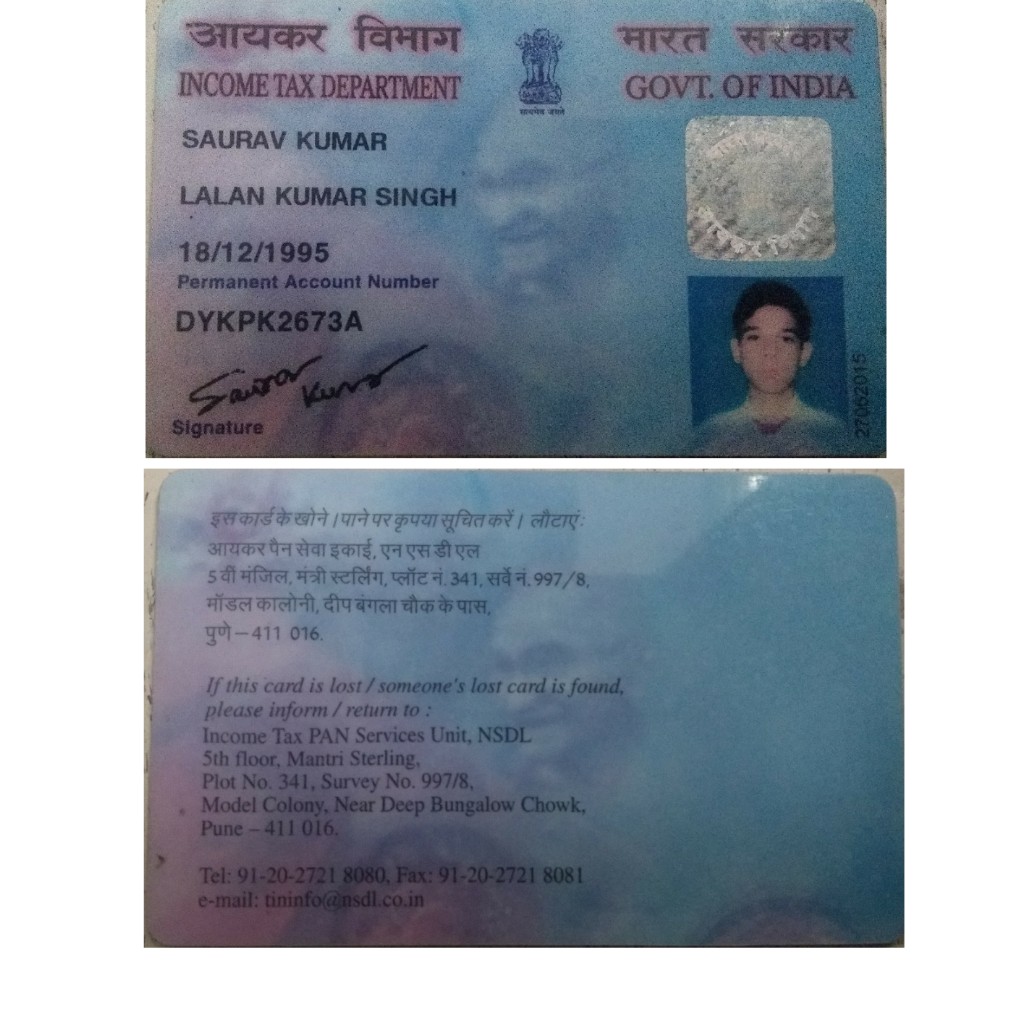 आयकर विभाग
भारत सरकार
INCOME TAX DEPARTMENT
GOVT. OF INDIA
सत्यमेव जयते
SAURAV KUMAR
LALAN KUMAR SINGH
18/12/1995
Permanent Account Number
DYKPK2673A
Saurav Kumar
Signature
27062015
इस कार्ड के खोने / पाने पर कृपया सूचित करें / लौटाएं :
आयकर पैन सेवा इकाई, एन एस डी एल
5 वीं मंजिल, मंत्री स्टर्लिंग, प्लॉट नं. 341, सर्वे नं. 997/8,
मॉडल कालोनी, दीप बंगला चौक के पास,
पुणे – 411 016.
If this card is lost / someone's lost card is found,
please inform / return to :
Income Tax PAN Services Unit, NSDL
5th floor, Mantri Sterling,
Plot No. 341, Survey No. 997/8,
Model Colony, Near Deep Bungalow Chowk,
Pune – 411 016.
Tel: 91-20-2721 8080, Fax: 91-20-2721 8081
e-mail: tininfo@nsdl.co.in